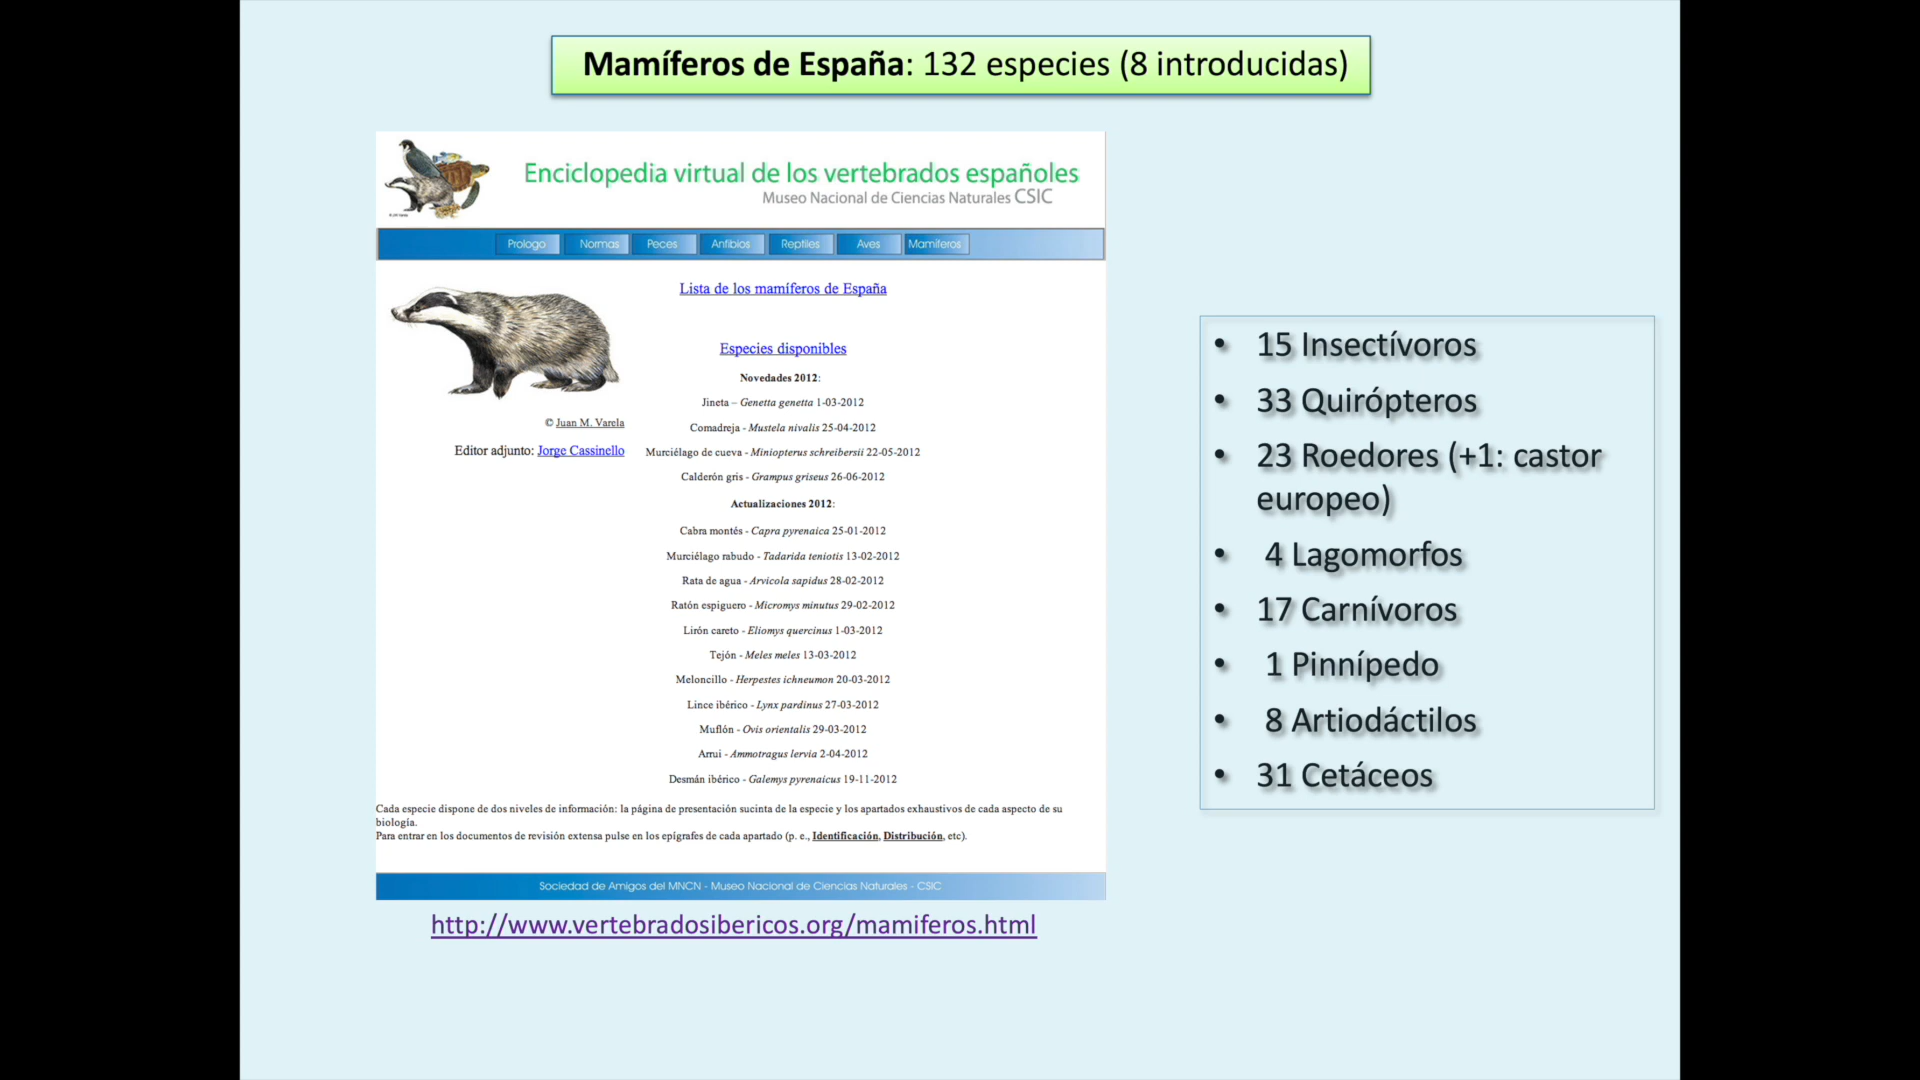 Mamíferos de España: 132 especies (8 introducidas)
Enciclopedia virtual de los vertebrados españoles
Museo Nacional de Ciencias Naturales CSIC
Prologo Normas Peces Anfibios Reptiles Aves Mamíferos
Lista de los mamíferos de España
Especies disponibles
Novedades 2012:
Jineta – Genetta genetta 1-03-2012
© Juan M. Varela
Comadreja - Mustela nivalis 25-04-2012
Editor adjunto: Jorge Cassinello
Murciélago de cueva - Miniopterus schreibersii 22-05-2012
Calderón gris - Grampus griseus 26-06-2012
Actualizaciones 2012:
Cabra montés - Capra pyrenaica 25-01-2012
Murciélago rabudo - Tadarida teniotis 13-02-2012
Rata de agua - Arvicola sapidus 28-02-2012
Ratón espiguero - Micromys minutus 29-02-2012
Lirón careto - Eliomys quercinus 1-03-2012
Tejón - Meles meles 13-03-2012
Meloncillo - Herpestes ichneumon 20-03-2012
Lince ibérico - Lynx pardinus 27-03-2012
Muflón - Ovis orientalis 29-03-2012
Arrui - Ammotragus lervia 2-04-2012
Desmán ibérico - Galemys pyrenaicus 19-11-2012
Cada especie dispone de dos niveles de información: la página de presentación sucinta de la especie y los apartados exhaustivos de cada aspecto de su
biología.
Para entrar en los documentos de revisión extensa pulse en los epígrafes de cada apartado (p. e., Identificación, Distribución, etc).
Sociedad de Amigos del MNCN - Museo Nacional de Ciencias Naturales - CSIC
http://www.vertebradosibericos.org/mamiferos.html
• 15 Insectívoros
• 33 Quirópteros
• 23 Roedores (+1: castor
europeo)
• 4 Lagomorfos
• 17 Carnívoros
• 1 Pinnípedo
• 8 Artiodáctilos
• 31 Cetáceos